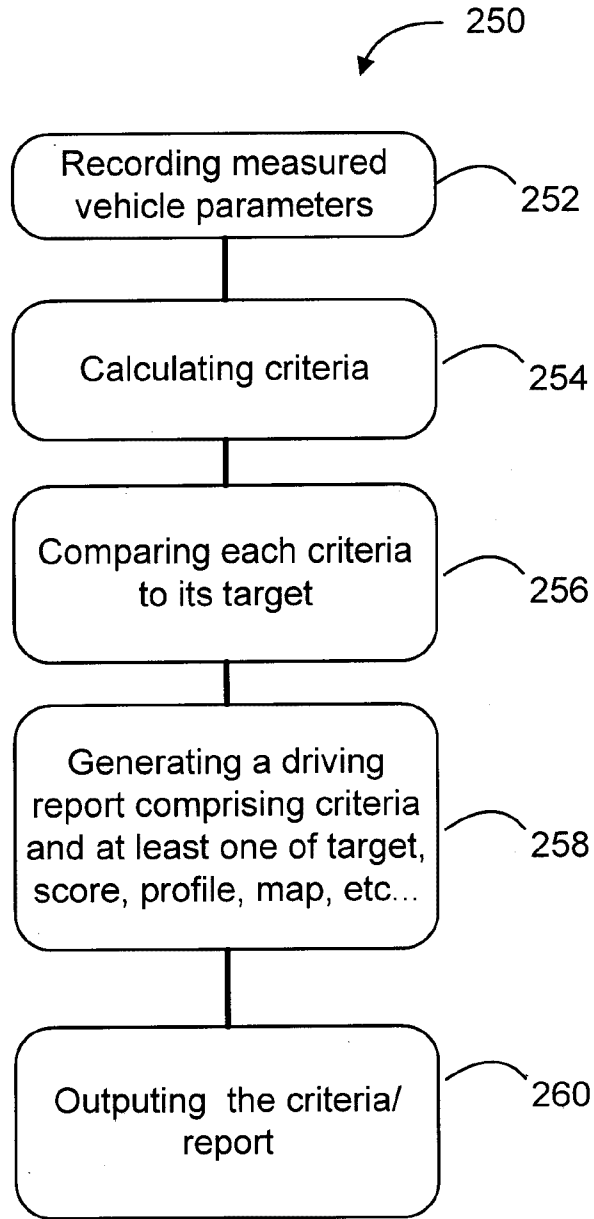 250
Recording measured
vehicle parameters
252
Calculating criteria
254
Comparing each criteria
to its target
256
Generating a driving
report comprising criteria
and at least one of target,
score, profile, map, etc...
258
Outputing the criteria/
report
260